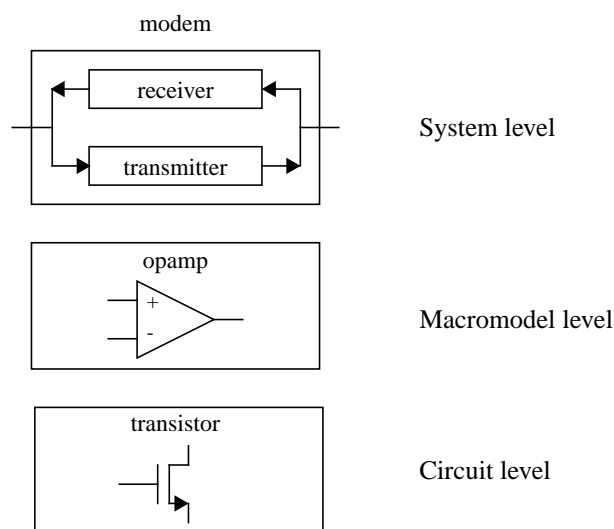 modem
receiver
System level
transmitter
opamp
+
-
Macromodel level
transistor
Circuit level